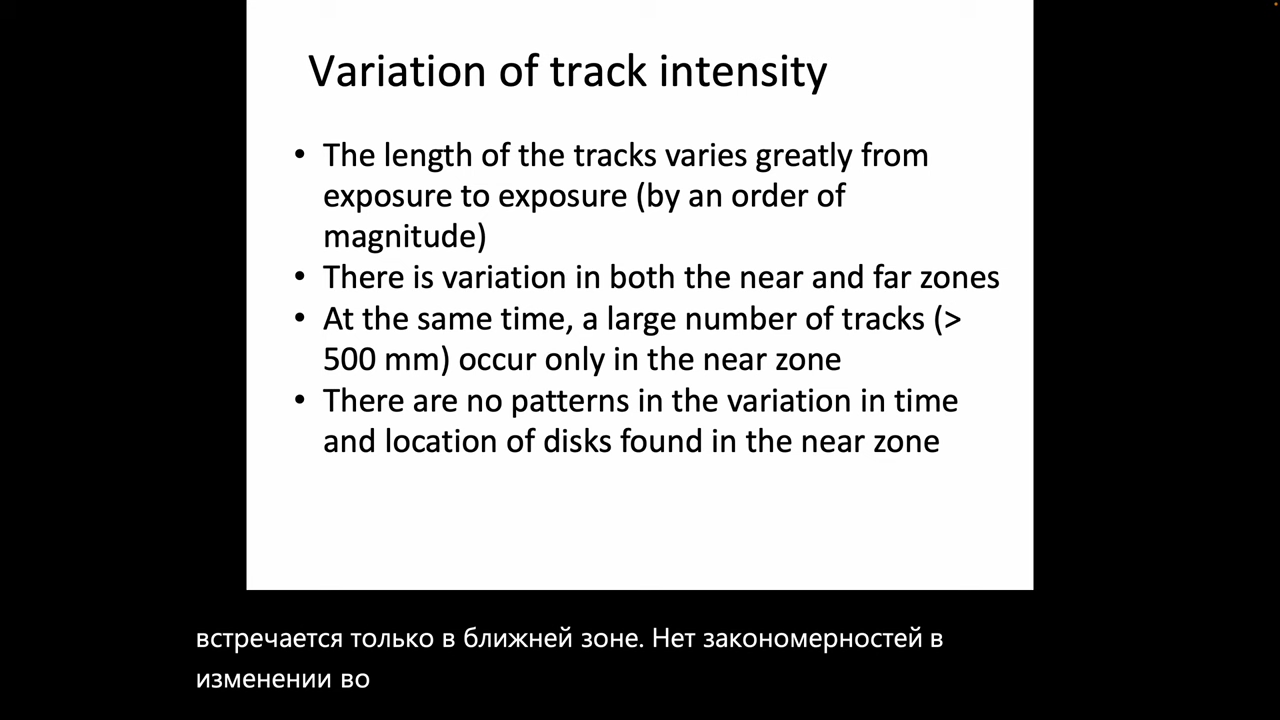 Variation of track intensity
• The length of the tracks varies greatly from
exposure to exposure (by an order of
magnitude)
• There is variation in both the near and far zones
• At the same time, a large number of tracks (>
500 mm) occur only in the near zone
• There are no patterns in the variation in time
and location of disks found in the near zone
встречается только в ближней зоне. Нет закономерностей в
изменении во